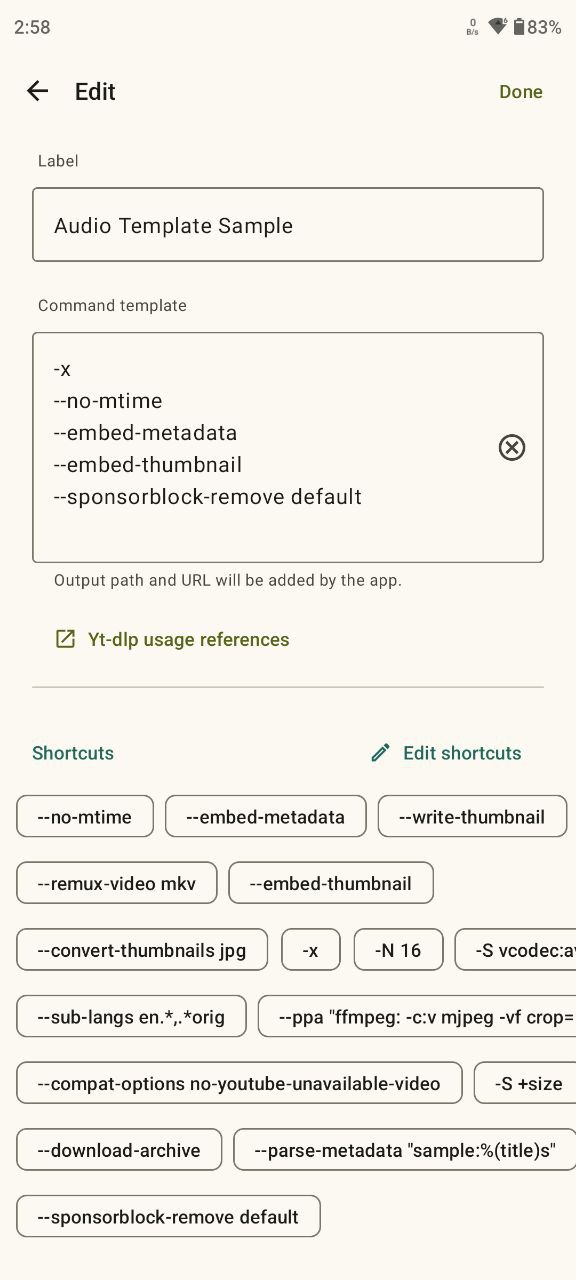 2:58 0 B/s 6 83%
Edit Done
Label
Audio Template Sample
Command template
-x
--no-mtime
--embed-metadata
--embed-thumbnail
--sponsorblock-remove default
Output path and URL will be added by the app.
Yt-dlp usage references
Shortcuts Edit shortcuts
--no-mtime --embed-metadata --write-thumbnail
--remux-video mkv --embed-thumbnail
--convert-thumbnails jpg -x -N 16 -S vcodec:av
--sub-langs en.*,.*orig --ppa "ffmpeg: -c:v mjpeg -vf crop=
--compat-options no-youtube-unavailable-video -S +size
--download-archive --parse-metadata "sample:%(title)s"
--sponsorblock-remove default